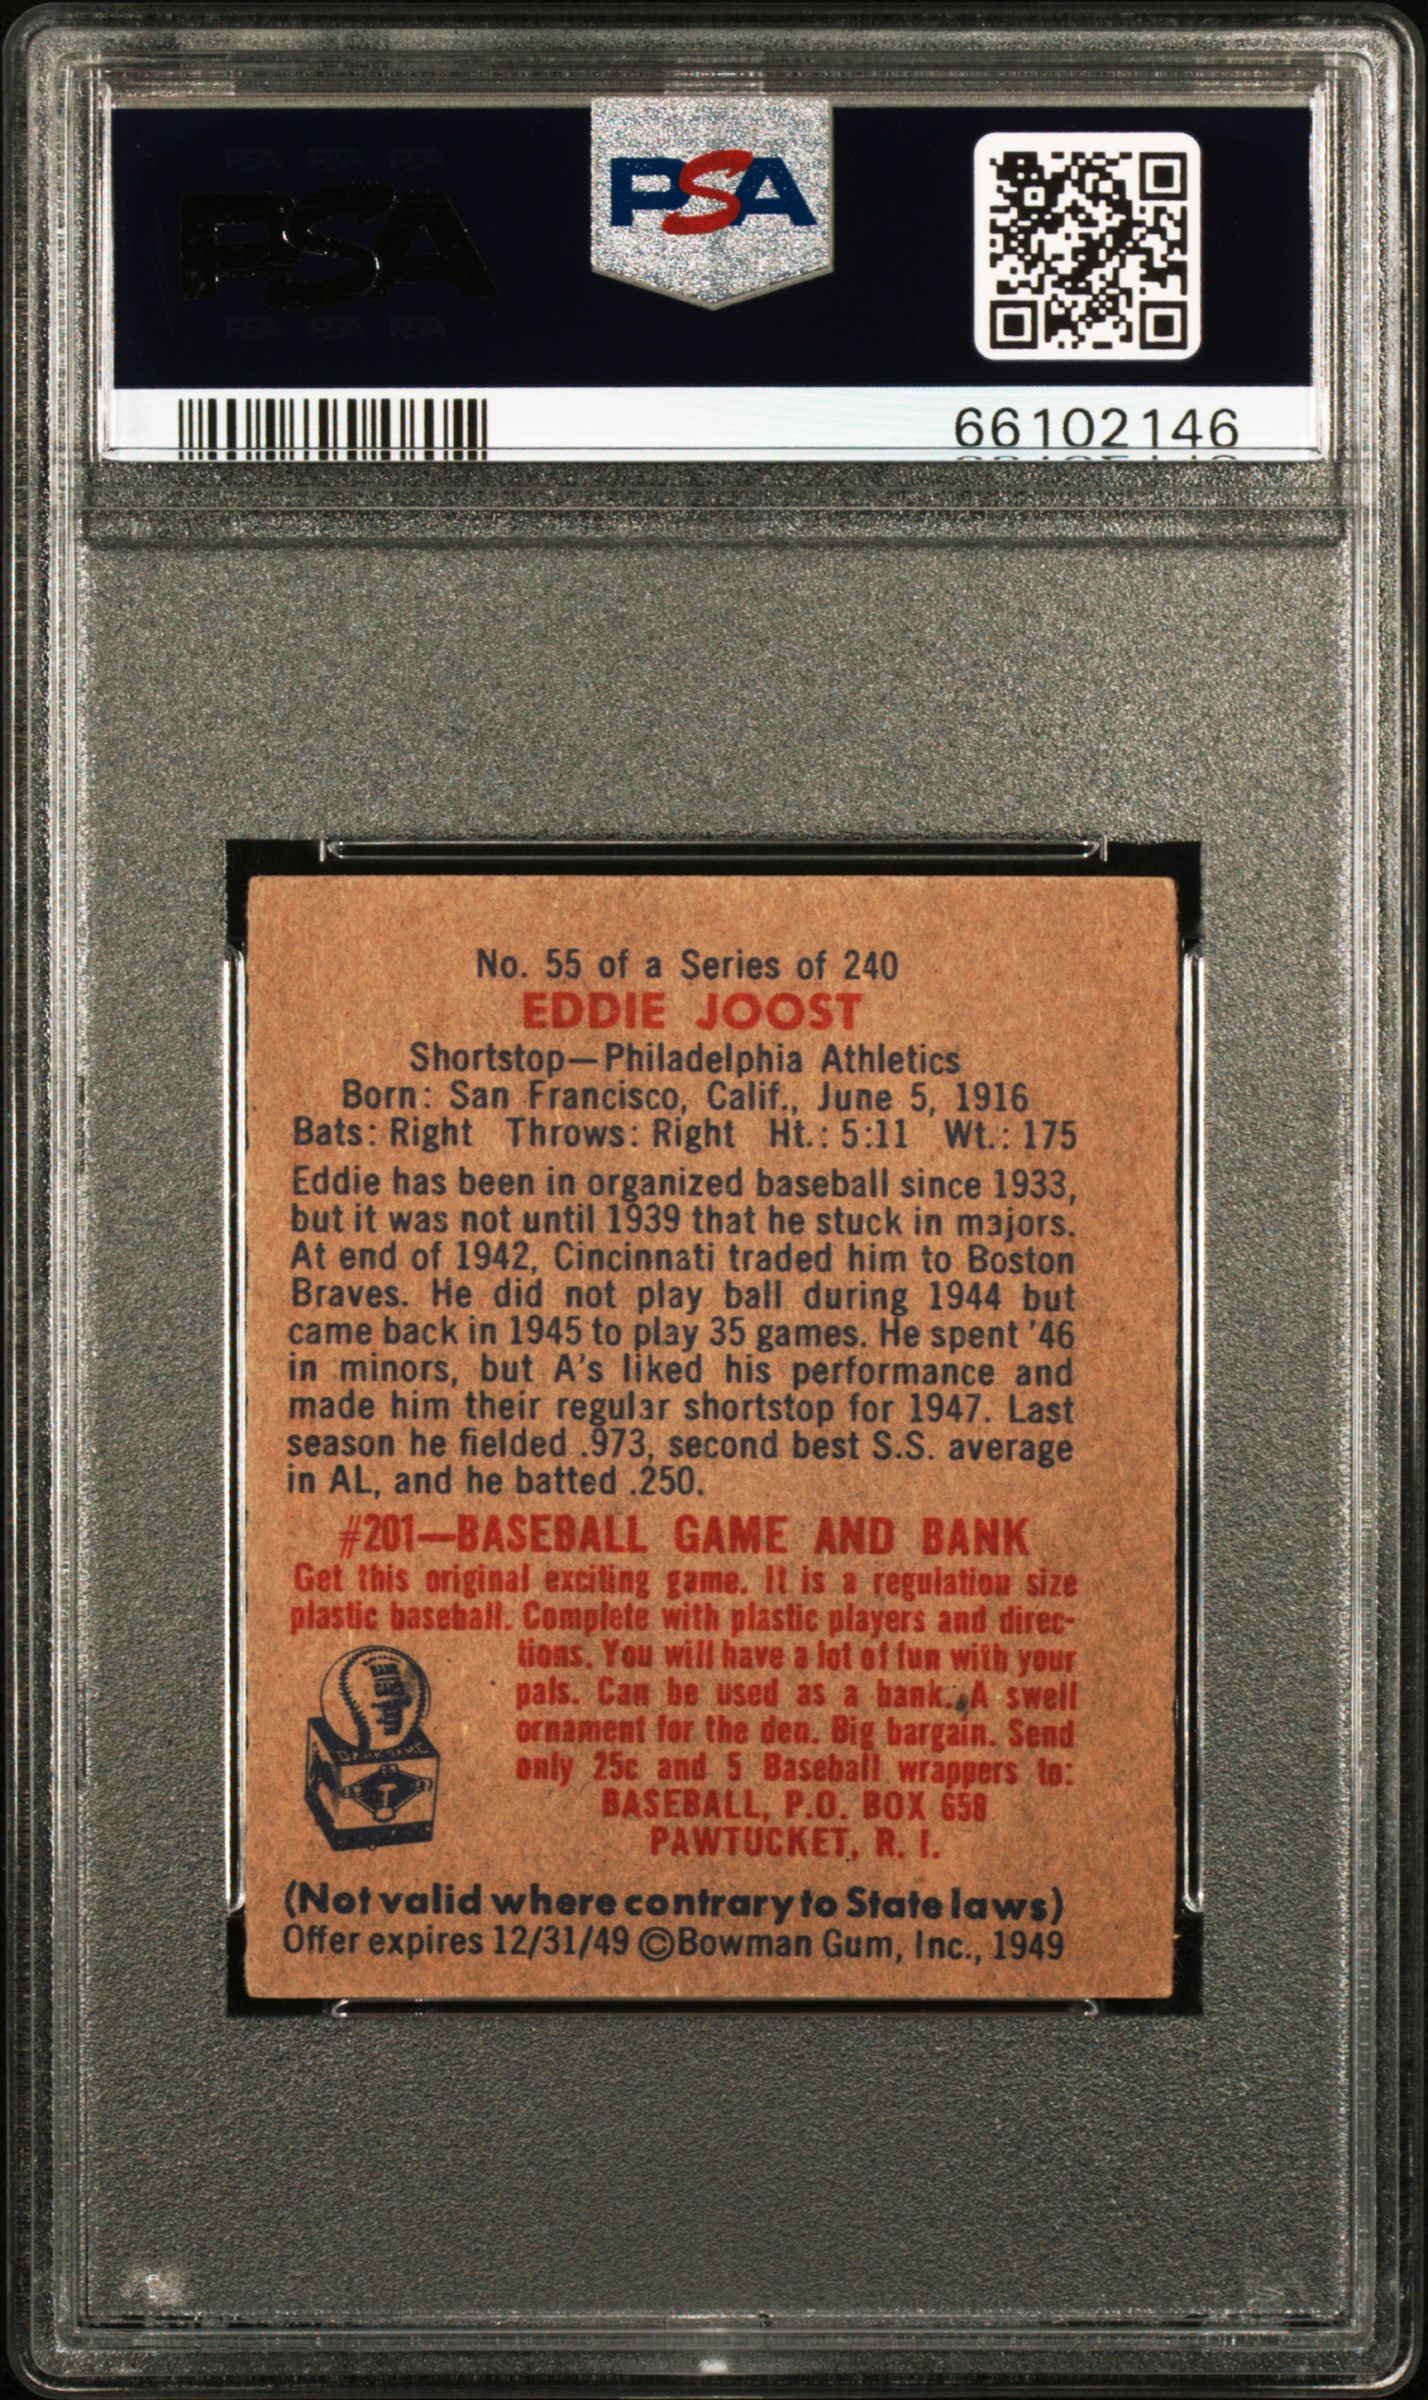 PSA PSA PSA
PSA
PSA PSA PSA
PSA
66102146
No. 55 of a Series of 240
EDDIE JOOST
Shortstop—Philadelphia Athletics
Born: San Francisco, Calif., June 5, 1916
Bats: Right Throws: Right Ht.: 5:11 Wt.: 175
Eddie has been in organized baseball since 1933,
but it was not until 1939 that he stuck in majors.
At end of 1942, Cincinnati traded him to Boston
Braves. He did not play ball during 1944 but
came back in 1945 to play 35 games. He spent '46
in minors, but A's liked his performance and
made him their regular shortstop for 1947. Last
season he fielded .973, second best S.S. average
in AL, and he batted .250.
#201—BASEBALL GAME AND BANK
Get this original exciting game. It is a regulation size
plastic baseball. Complete with plastic players and direc-
tions. You will have a lot of fun with your
pals. Can be used as a bank. A swell
ornament for the den. Big bargain. Send
only 25c and 5 Baseball wrappers to:
BASEBALL, P.O. BOX 658
PAWTUCKET, R. I.
BANK GAME
(Not valid where contrary to State laws)
Offer expires 12/31/49 ©Bowman Gum, Inc., 1949